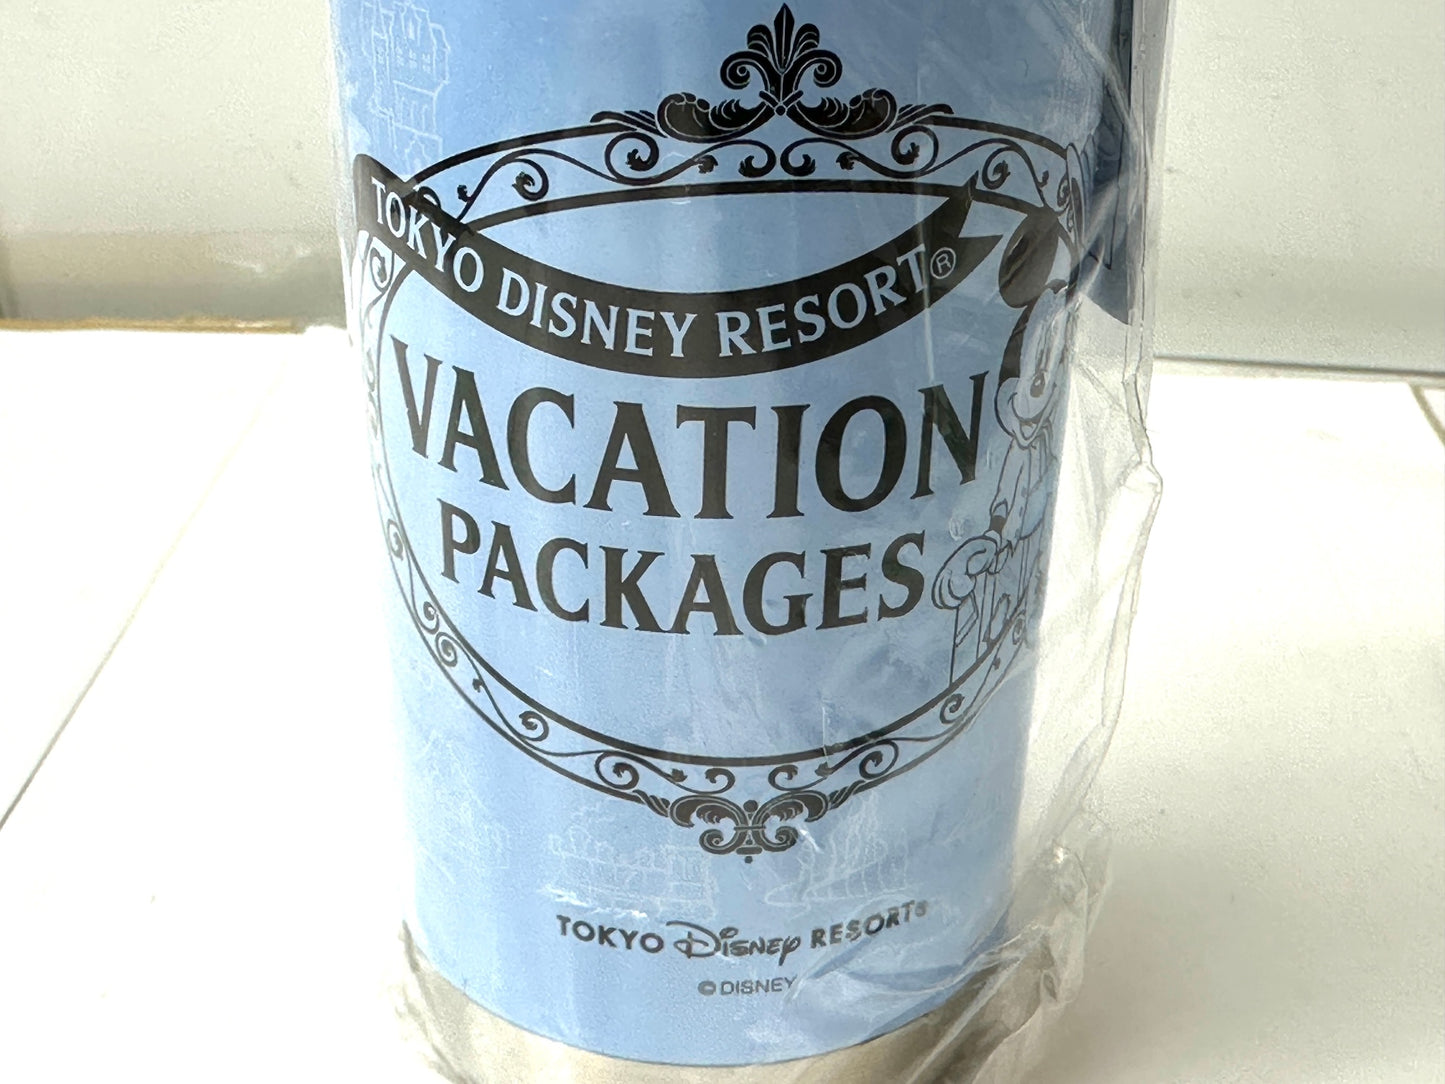 TOKYO DISNEY RESORT®
VACATION
PACKAGES
TOKYO Disney RESORT®
© DISNEY